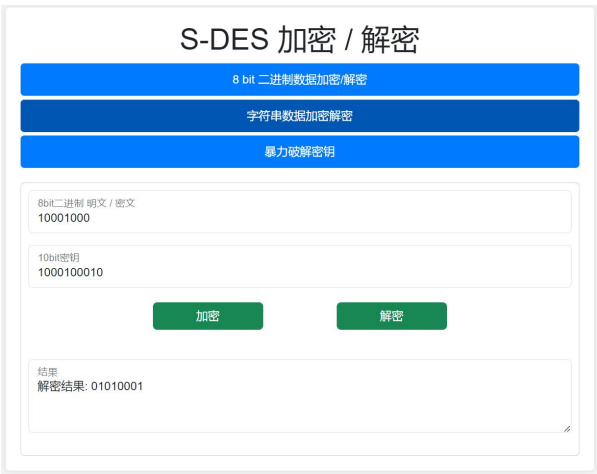 S-DES 加密 / 解密
8 bit 二进制数据加密/解密
字符串数据加密解密
暴力破解密钥
8bit二进制 明文 / 密文
10001000
10bit密钥
1000100010
加密 解密
结果
解密结果: 01010001